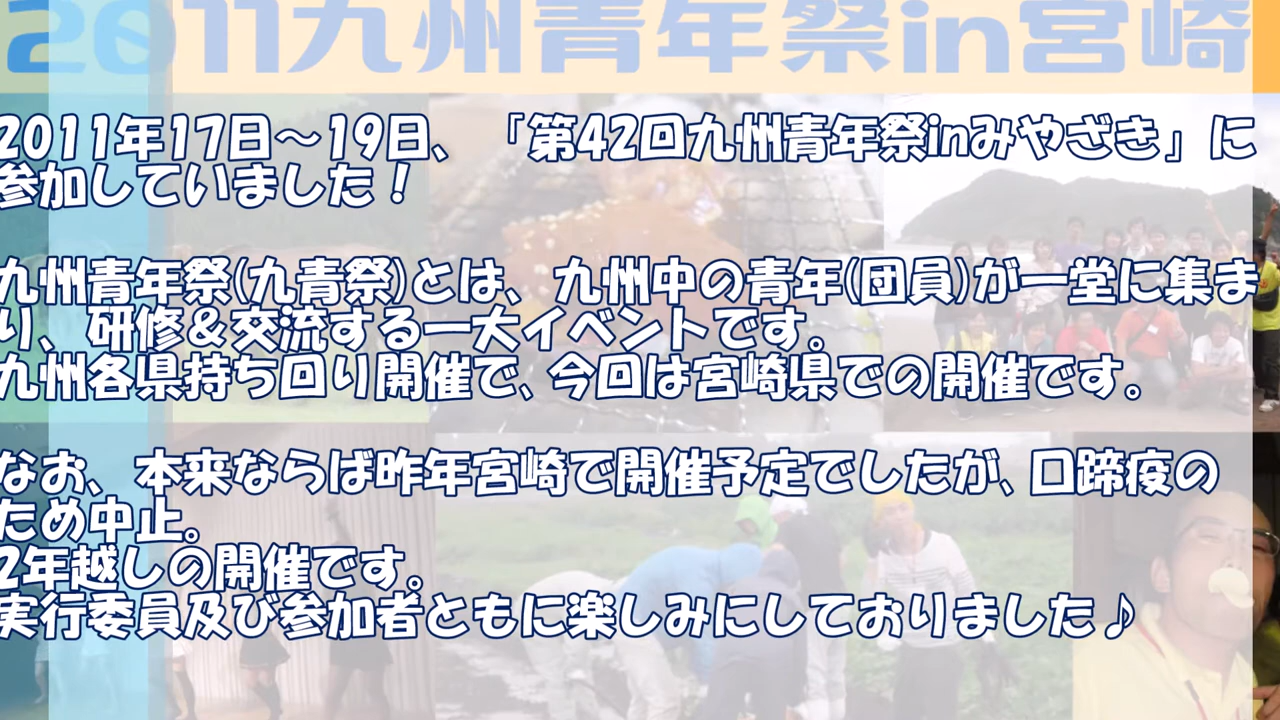 2011九州青年祭in宮崎
2011年17日～19日、「第42回九州青年祭inみやざき」に
参加していました！
九州青年祭(九青祭)とは、九州中の青年(団員)が一堂に集ま
り、研修＆交流する一大イベントです。
九州各県持ち回り開催で、今回は宮崎県での開催です。
なお、本来ならば昨年宮崎で開催予定でしたが、口蹄疫の
ため中止。
2年越しの開催です。
実行委員及び参加者ともに楽しみにしておりました♪